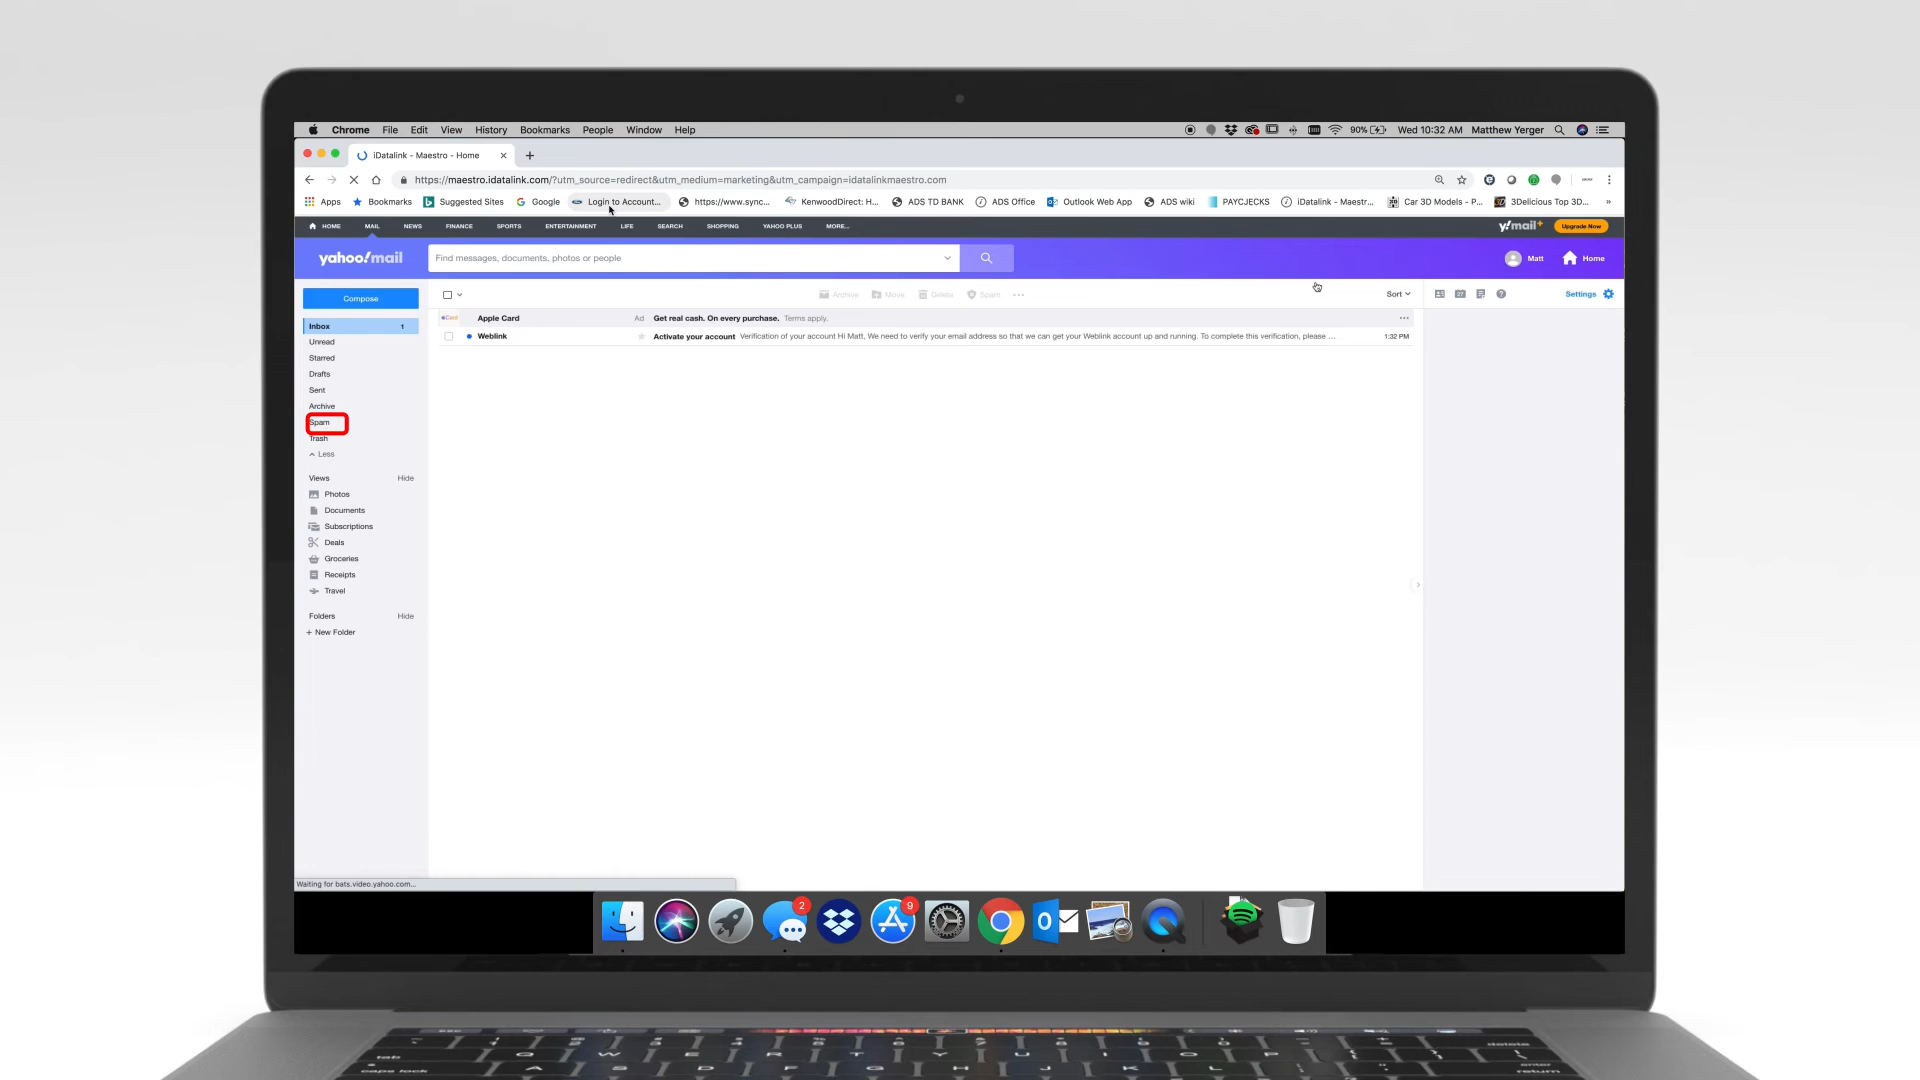 Chrome File Edit View History Bookmarks People Window Help 90% Wed 10:32 AM Matthew Yerger
iDatalink - Maestro - Home
https://maestro.idatalink.com/?utm_source=redirect&utm_medium=marketing&utm_campaign=idatalinkmaestro.com
Apps Bookmarks Suggested Sites Google Login to Account... https://www.sync... KenwoodDirect: H... ADS TD BANK ADS Office Outlook Web App ADS wiki PAYCJECKS iDatalink - Maestr... Car 3D Models - P... 3Delicious Top 3D... »
HOME MAIL NEWS FINANCE SPORTS ENTERTAINMENT LIFE SEARCH SHOPPING YAHOO PLUS MORE... y!mail+ Upgrade Now
yahoo!mail Find messages, documents, photos or people Matt Home
Compose Archive Move Delete Spam Sort Settings
Apple Card Ad Get real cash. On every purchase. Terms apply.
Inbox 1
Weblink Activate your account Verification of your account Hi Matt, We need to verify your email address so that we can get your Weblink account up and running. To complete this verification, please ... 1:32 PM
Unread
Starred
Drafts
Sent
Archive
Spam
Trash
Less
Views Hide
Photos
Documents
Subscriptions
Deals
Groceries
Receipts
Travel
Folders Hide
+ New Folder
Waiting for bats.video.yahoo.com...
2 9
tab Q W E R T Y U I O P
caps lock A S D F G H J K L return